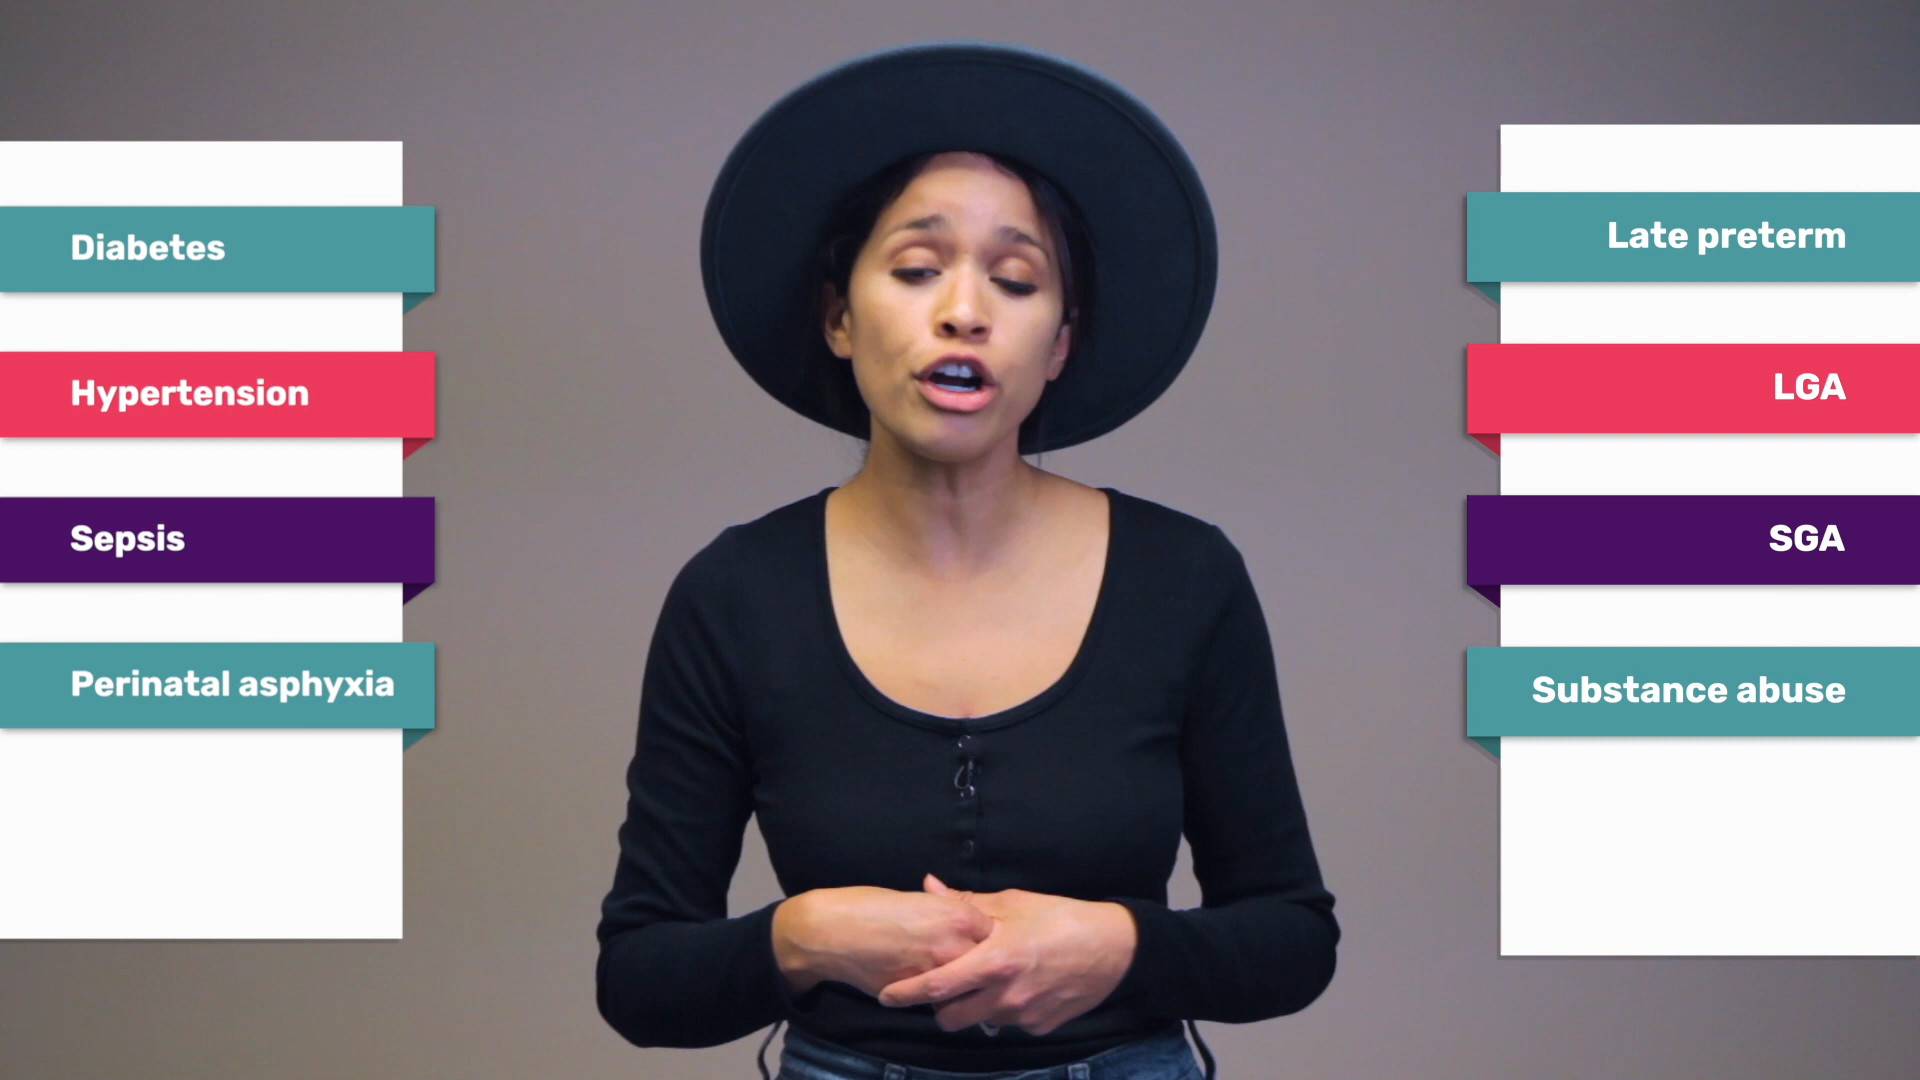 Diabetes
Hypertension
Sepsis
Perinatal asphyxia
Late preterm
LGA
SGA
Substance abuse